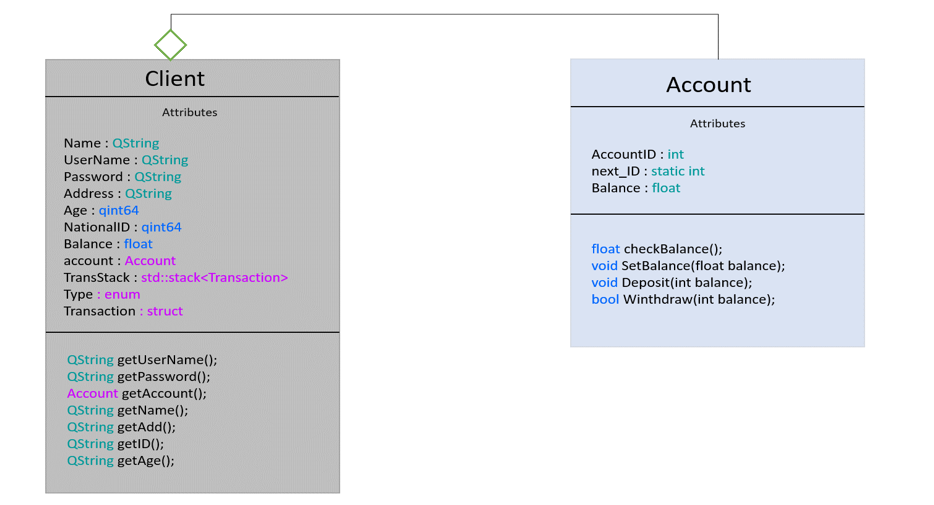 Client
Attributes
Name : QString
UserName : QString
Password : QString
Address : QString
Age : qint64
NationalID : qint64
Balance : float
account : Account
TransStack : std::stack<Transaction>
Type : enum
Transaction : struct
QString getUserName();
QString getPassword();
Account getAccount();
QString getName();
QString getAdd();
QString getID();
QString getAge();
Account
Attributes
AccountID : int
next_ID : static int
Balance : float
float checkBalance();
void SetBalance(float balance);
void Deposit(int balance);
bool Winthdraw(int balance);